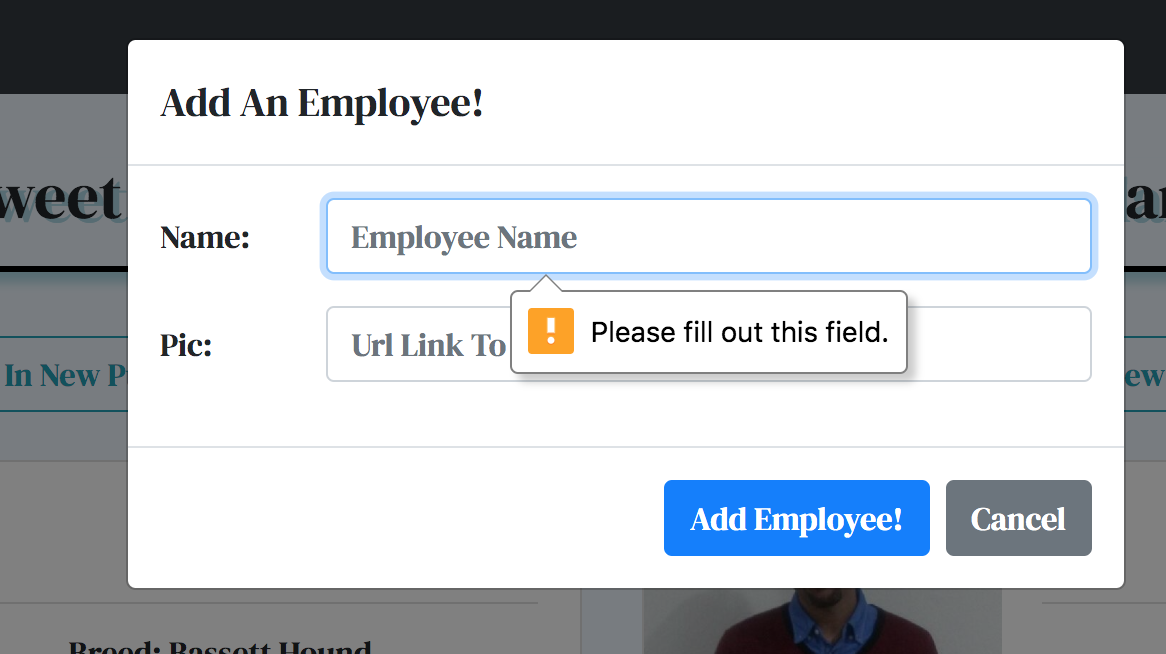 Add An Employee!
weet
Name:
Employee Name
Please fill out this field.
Pic:
Url Link To
In New
Add Employee!
Cancel
Breed: Bassett Hound